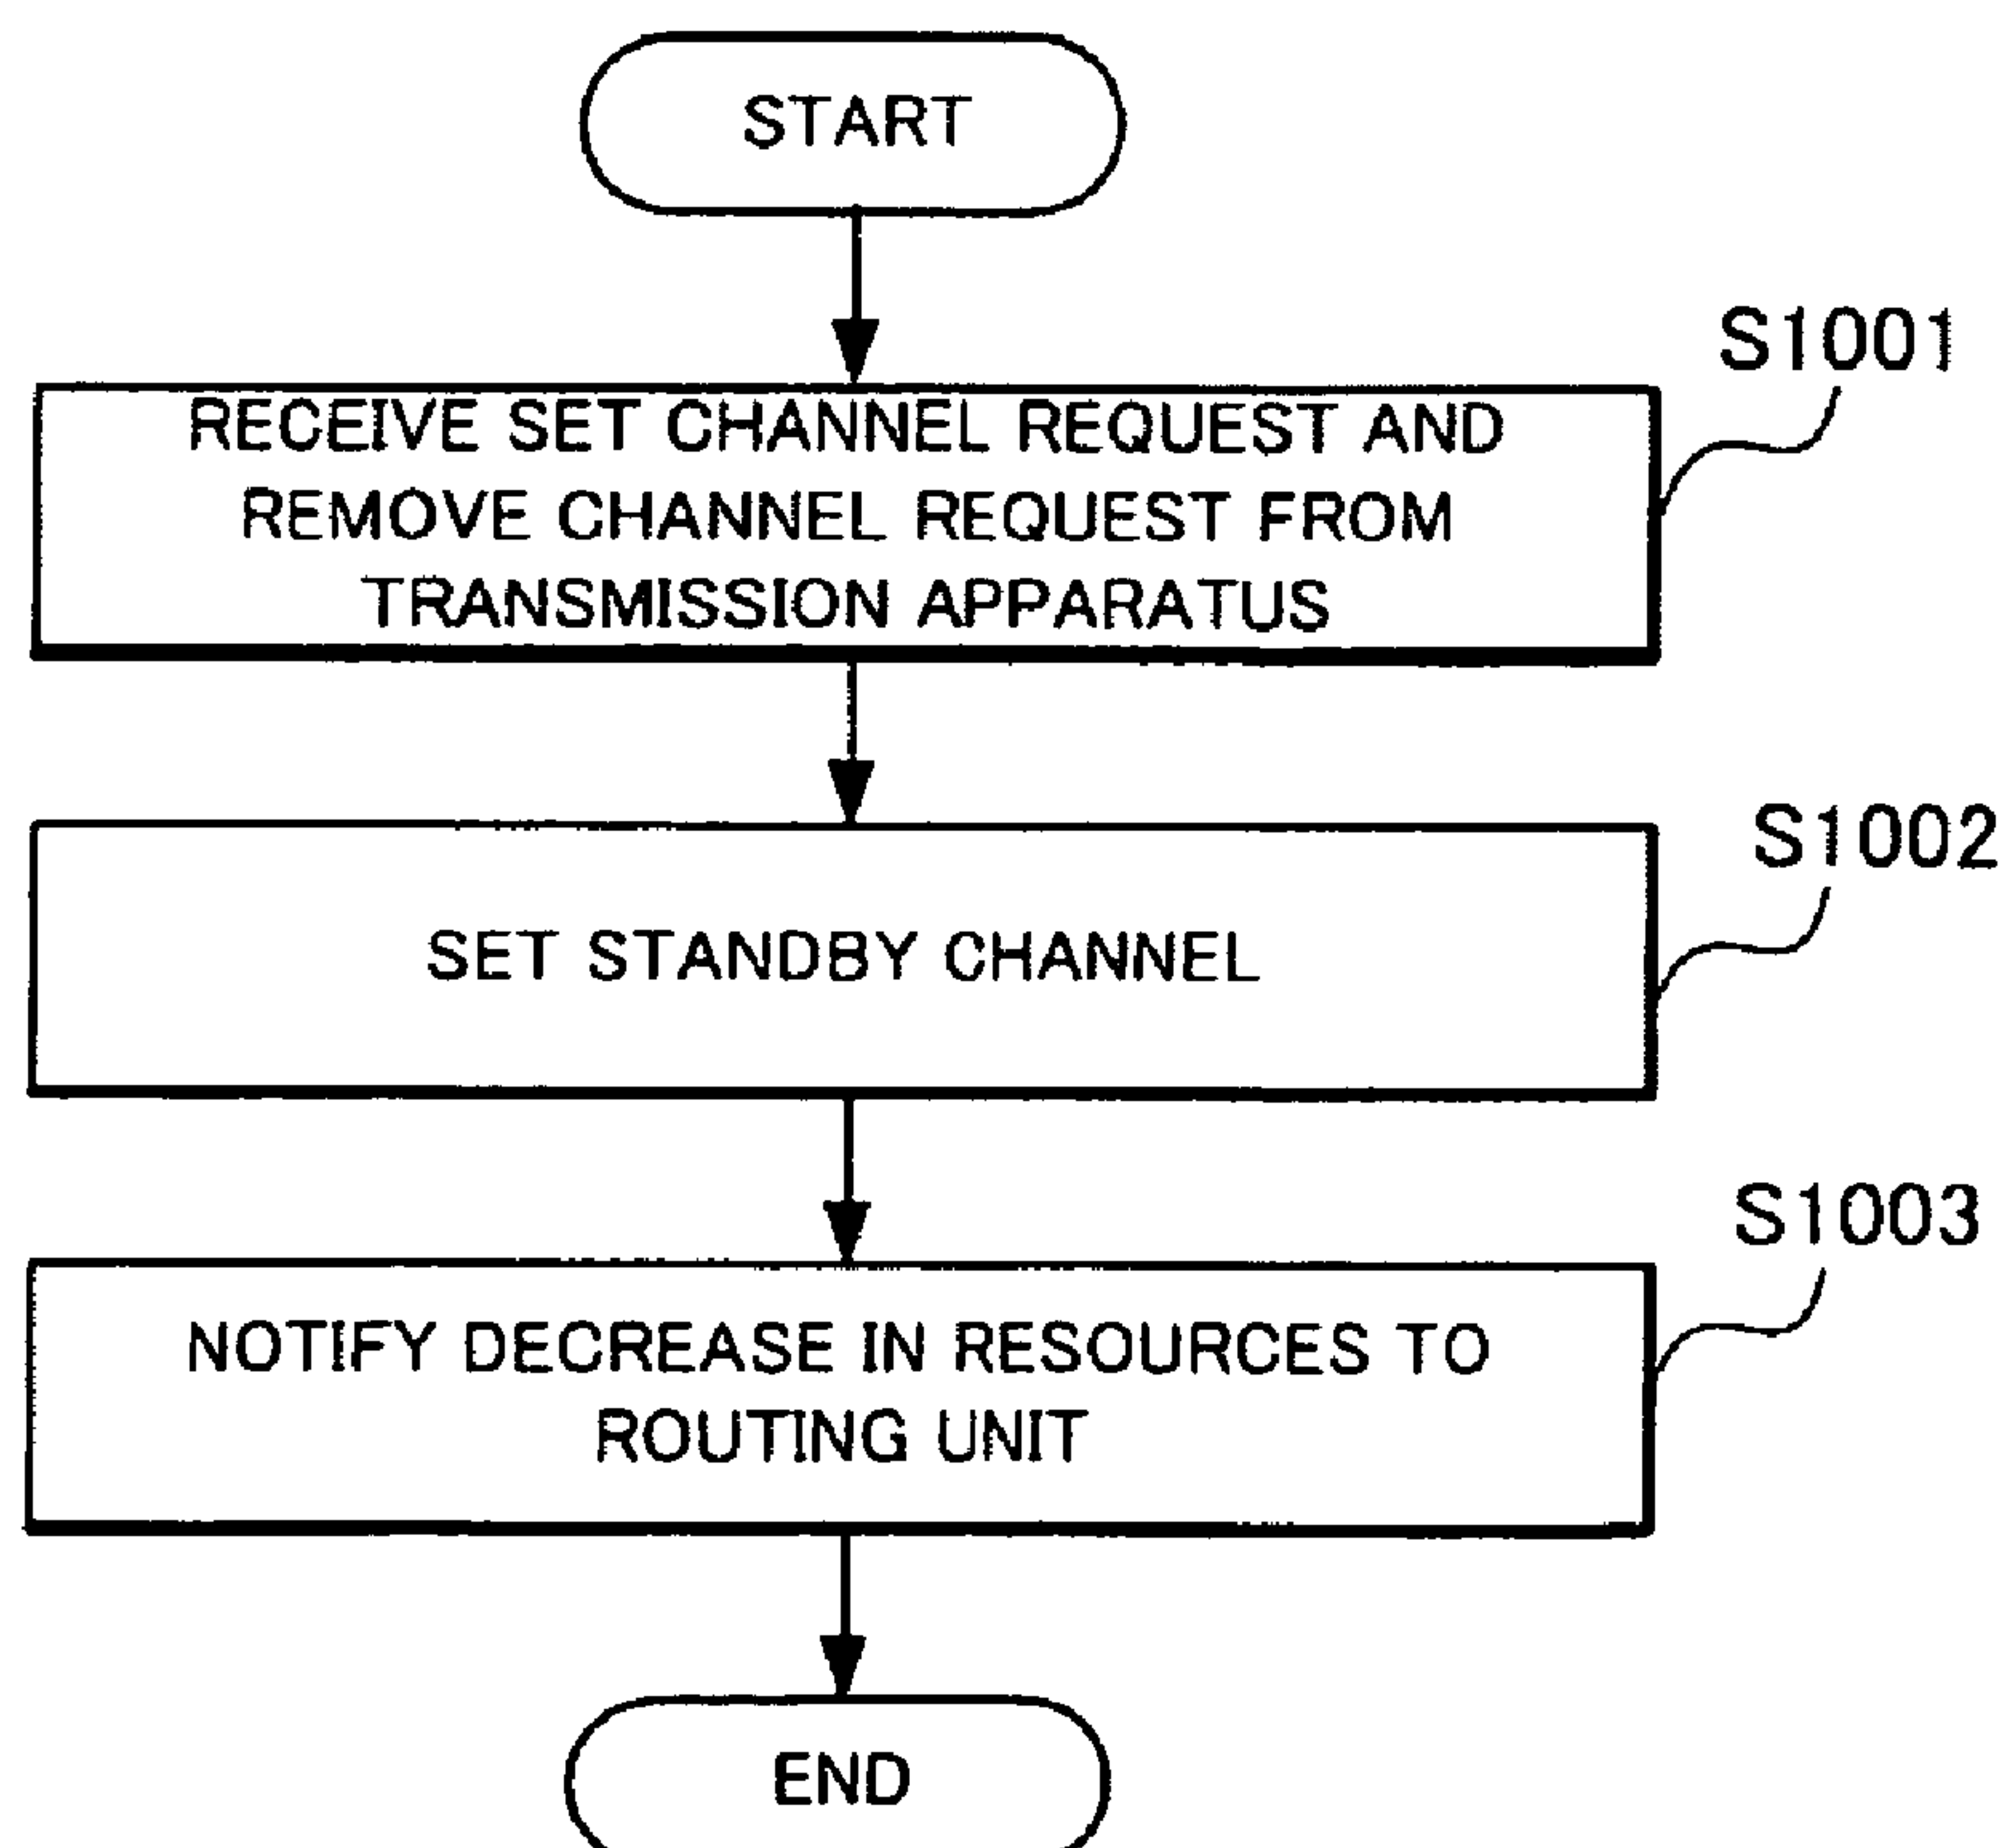 START
S1001
RECEIVE SET CHANNEL REQUEST AND
REMOVE CHANNEL REQUEST FROM
TRANSMISSION APPARATUS
S1002
SET STANDBY CHANNEL
S1003
NOTIFY DECREASE IN RESOURCES TO
ROUTING UNIT
END